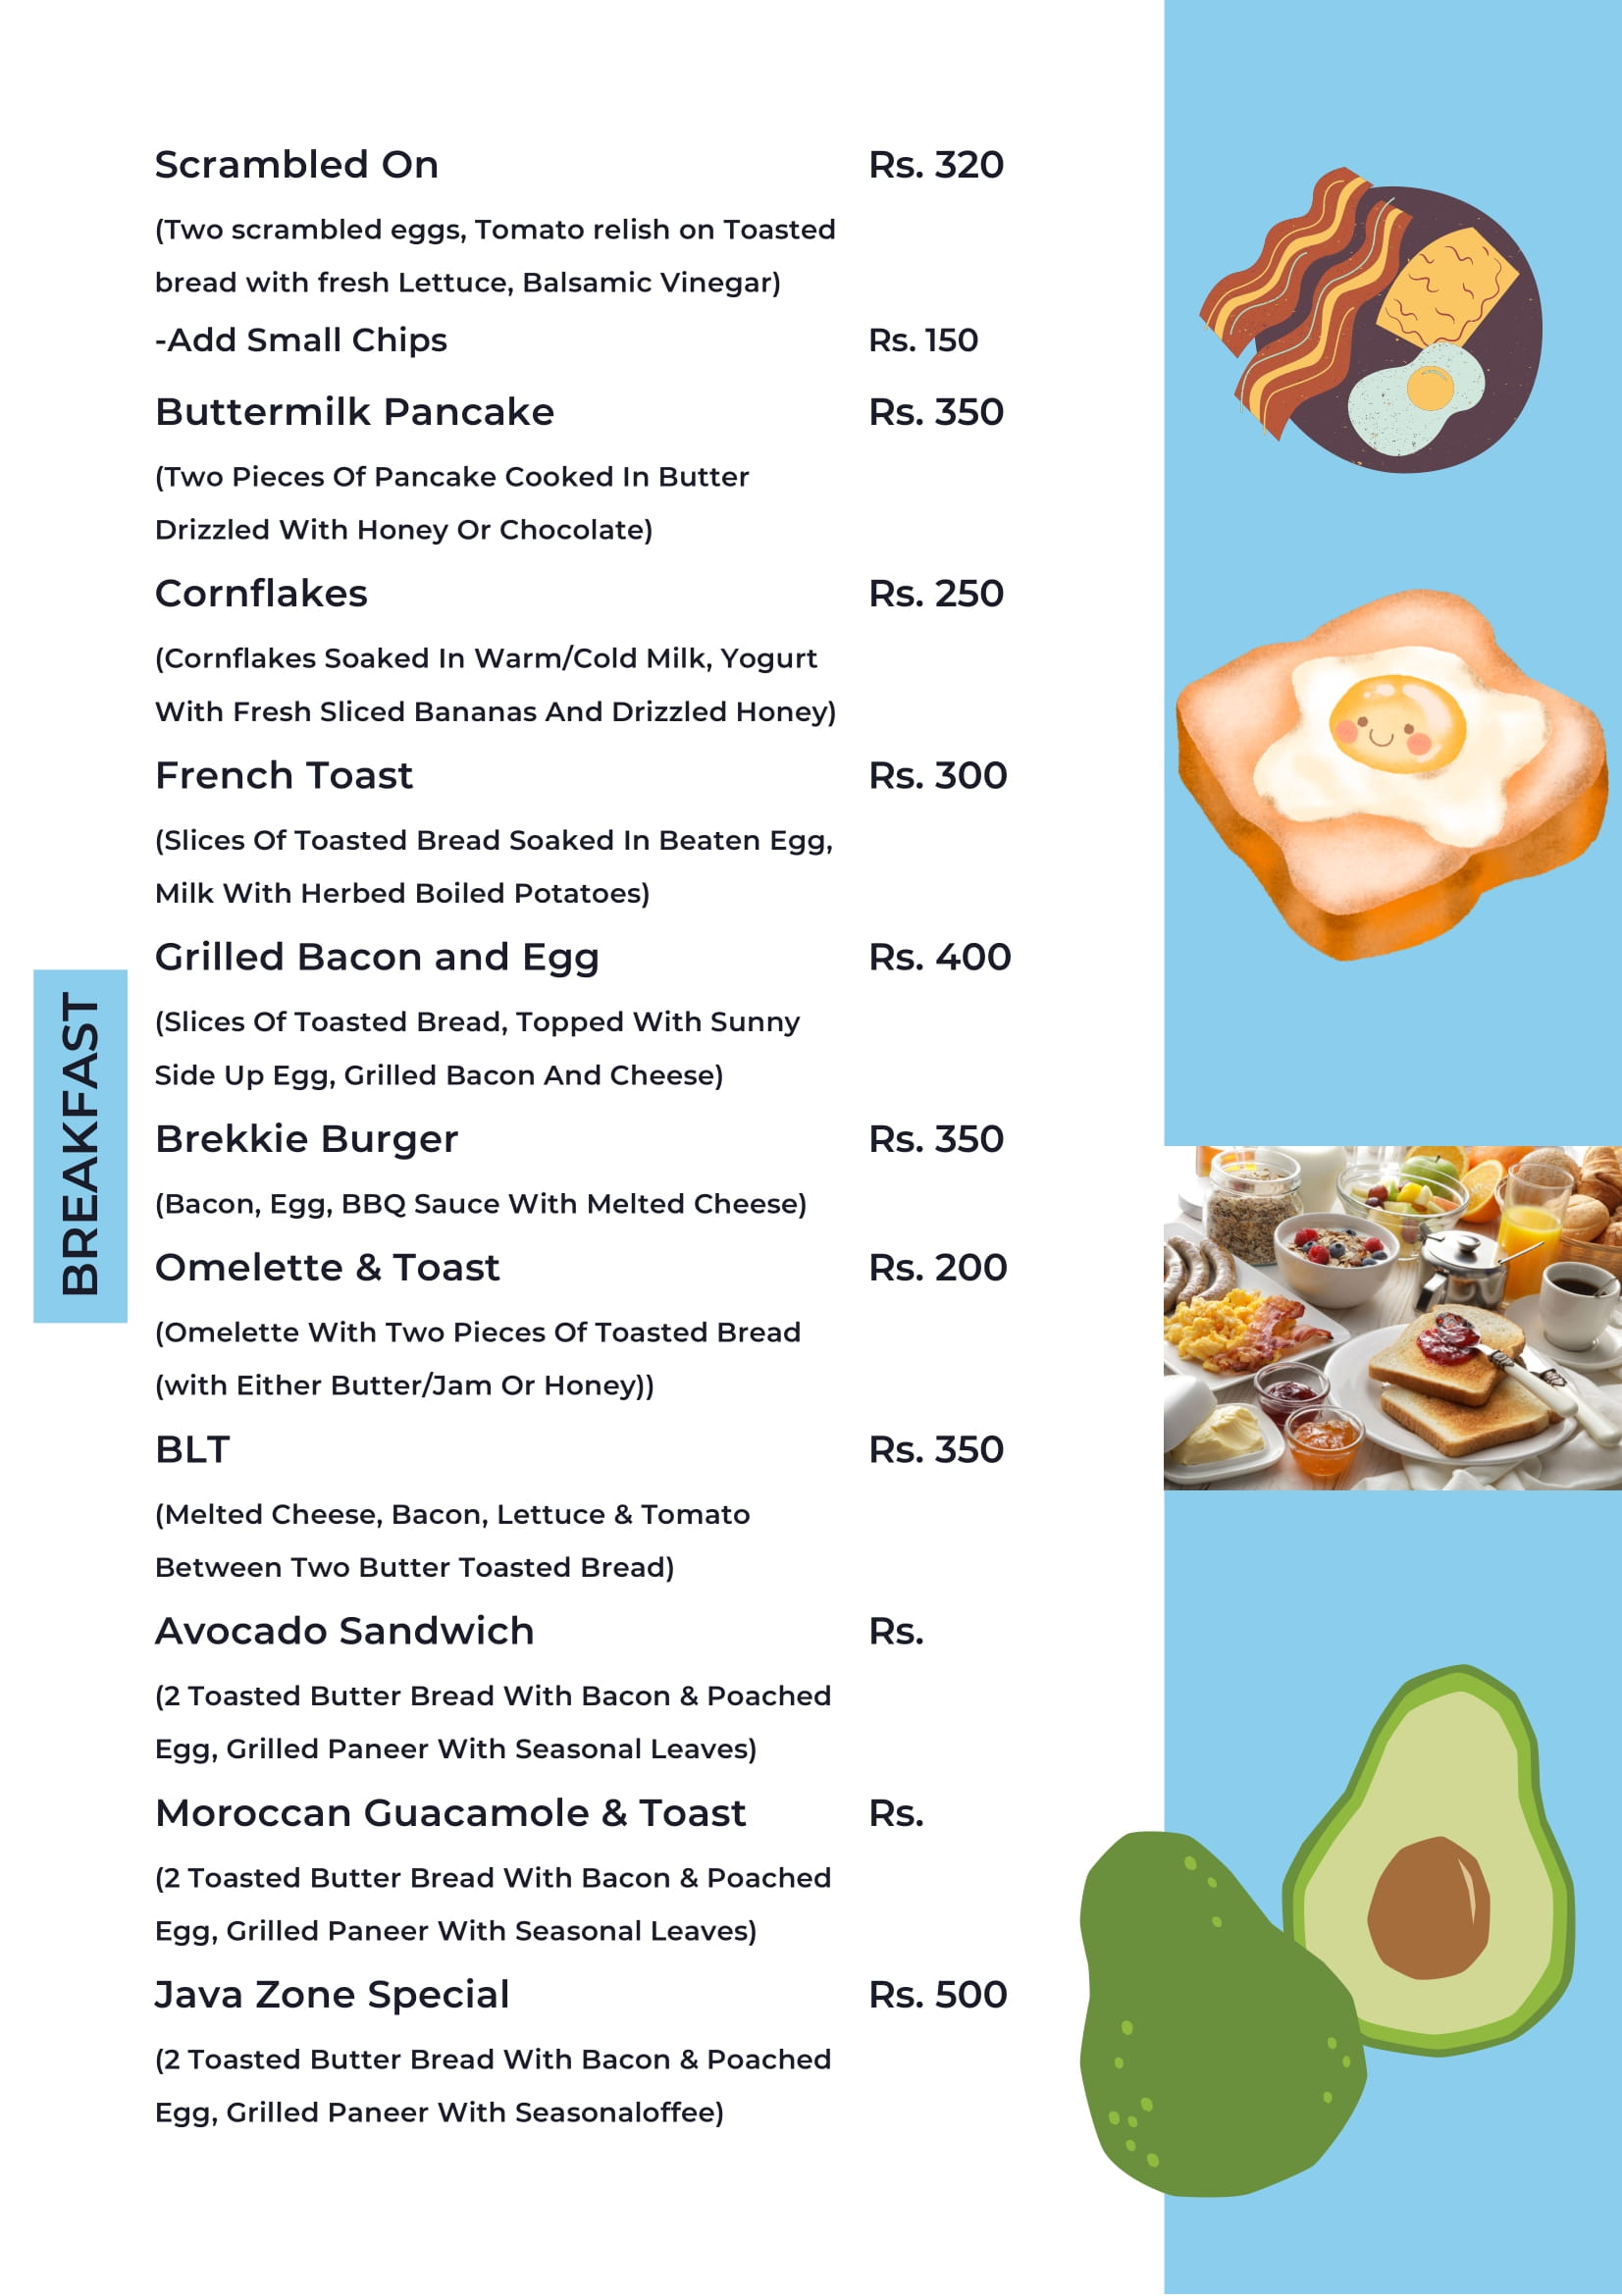 Scrambled On Rs. 320
(Two scrambled eggs, Tomato relish on Toasted
bread with fresh Lettuce, Balsamic Vinegar)
-Add Small Chips Rs. 150
Buttermilk Pancake Rs. 350
(Two Pieces Of Pancake Cooked In Butter
Drizzled With Honey Or Chocolate)
Cornflakes Rs. 250
(Cornflakes Soaked In Warm/Cold Milk, Yogurt
With Fresh Sliced Bananas And Drizzled Honey)
French Toast Rs. 300
(Slices Of Toasted Bread Soaked In Beaten Egg,
Milk With Herbed Boiled Potatoes)
Grilled Bacon and Egg Rs. 400
(Slices Of Toasted Bread, Topped With Sunny
Side Up Egg, Grilled Bacon And Cheese)
BREAKFAST
Brekkie Burger Rs. 350
(Bacon, Egg, BBQ Sauce With Melted Cheese)
Omelette & Toast Rs. 200
(Omelette With Two Pieces Of Toasted Bread
(with Either Butter/Jam Or Honey))
BLT Rs. 350
(Melted Cheese, Bacon, Lettuce & Tomato
Between Two Butter Toasted Bread)
Avocado Sandwich Rs.
(2 Toasted Butter Bread With Bacon & Poached
Egg, Grilled Paneer With Seasonal Leaves)
Moroccan Guacamole & Toast Rs.
(2 Toasted Butter Bread With Bacon & Poached
Egg, Grilled Paneer With Seasonal Leaves)
Java Zone Special Rs. 500
(2 Toasted Butter Bread With Bacon & Poached
Egg, Grilled Paneer With Seasonaloffee)